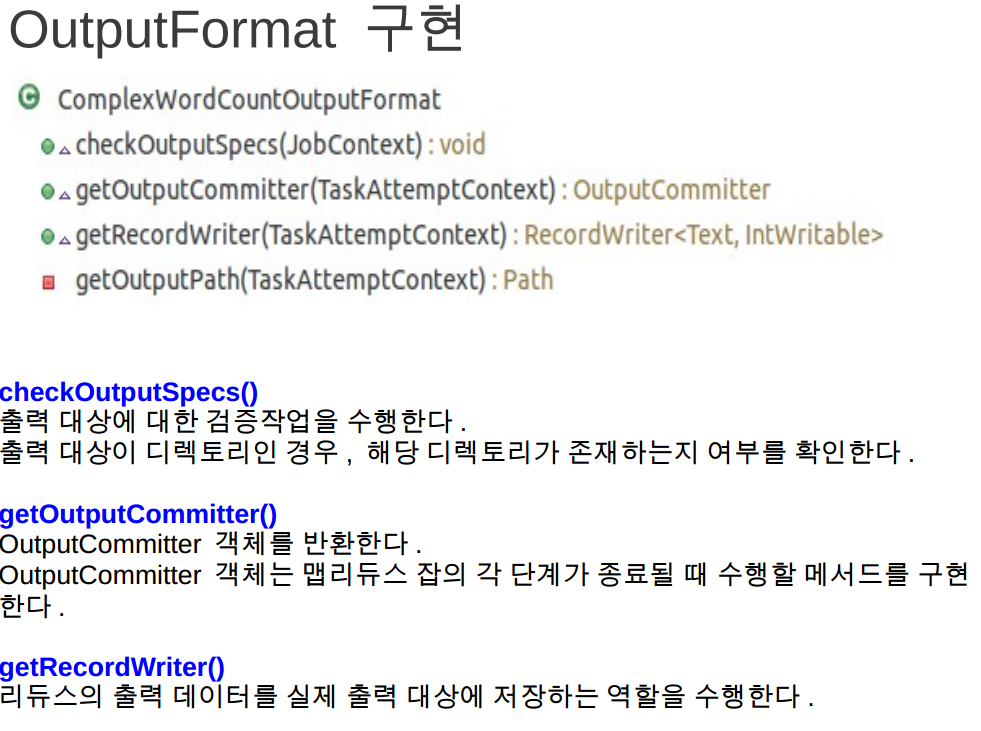 OutputFormat 구현
ComplexWordCountOutputFormat
checkOutputSpecs(JobContext) : void
getOutputCommitter(TaskAttemptContext) : OutputCommitter
getRecordWriter(TaskAttemptContext) : RecordWriter<Text, IntWritable>
getOutputPath(TaskAttemptContext) : Path
checkOutputSpecs()
출력 대상에 대한 검증작업을 수행한다 .
출력 대상이 디렉토리인 경우 , 해당 디렉토리가 존재하는지 여부를 확인한다 .
getOutputCommitter()
OutputCommitter 객체를 반환한다 .
OutputCommitter 객체는 맵리듀스 잡의 각 단계가 종료될 때 수행할 메서드를 구현
한다 .
getRecordWriter()
리듀스의 출력 데이터를 실제 출력 대상에 저장하는 역할을 수행한다 .